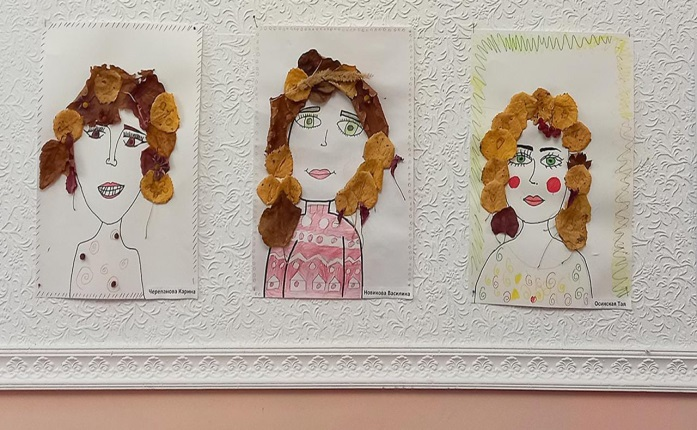 Черепанова Карина
Новикова Василина
Осинская Тая